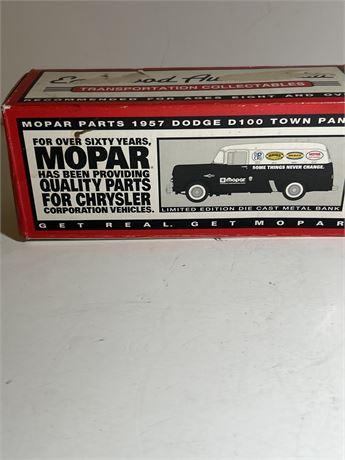 TRANSPORTATION COLLECTABLES
RECOMMENDED FOR AGES EIGHT AND
MOPAR PARTS 1957 DODGE D100 TOWN PAN
FOR OVER SIXTY YEARS,
MOPAR
HAS BEEN PROVIDING
QUALITY PARTS
FOR CHRYSLER
CORPORATION VEHICLES.
SOME THINGS NEVER CHANGE.
Mopar
LIMITED EDITION DIE CAST METAL BANK
GET REAL. GET MOPAR